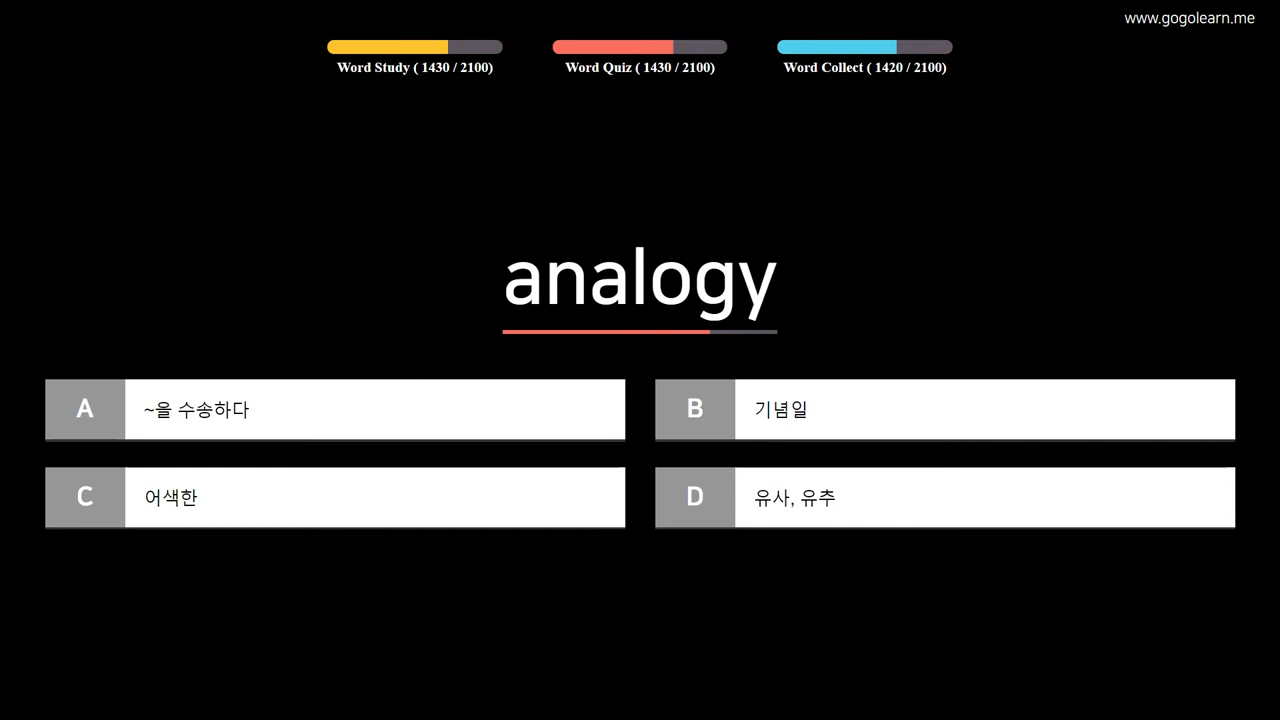 www.gogolearn.me
Word Study ( 1430 / 2100)
Word Quiz ( 1430 / 2100)
Word Collect ( 1420 / 2100)
analogy
A ~을 수송하다
B 기념일
C 어색한
D 유사, 유추